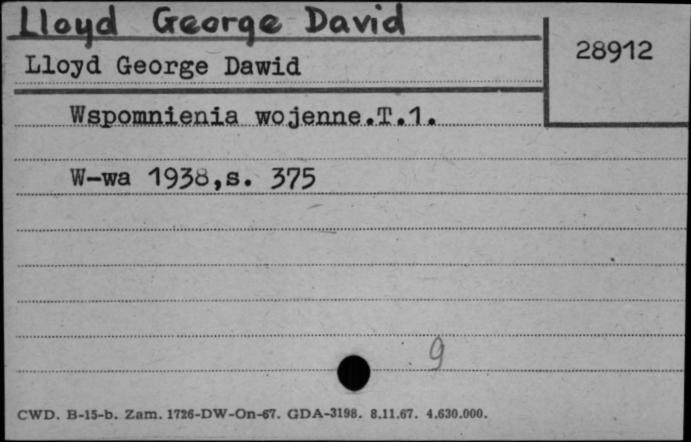 Lloyd George David
28912
Lloyd George Dawid
Wspomnienia wojenne.T.1.
W-wa 1938,s. 375
9
CWD. B-15-b. Zam. 1726-DW-On-67. GDA-3198. 8.11.67. 4.630.000.